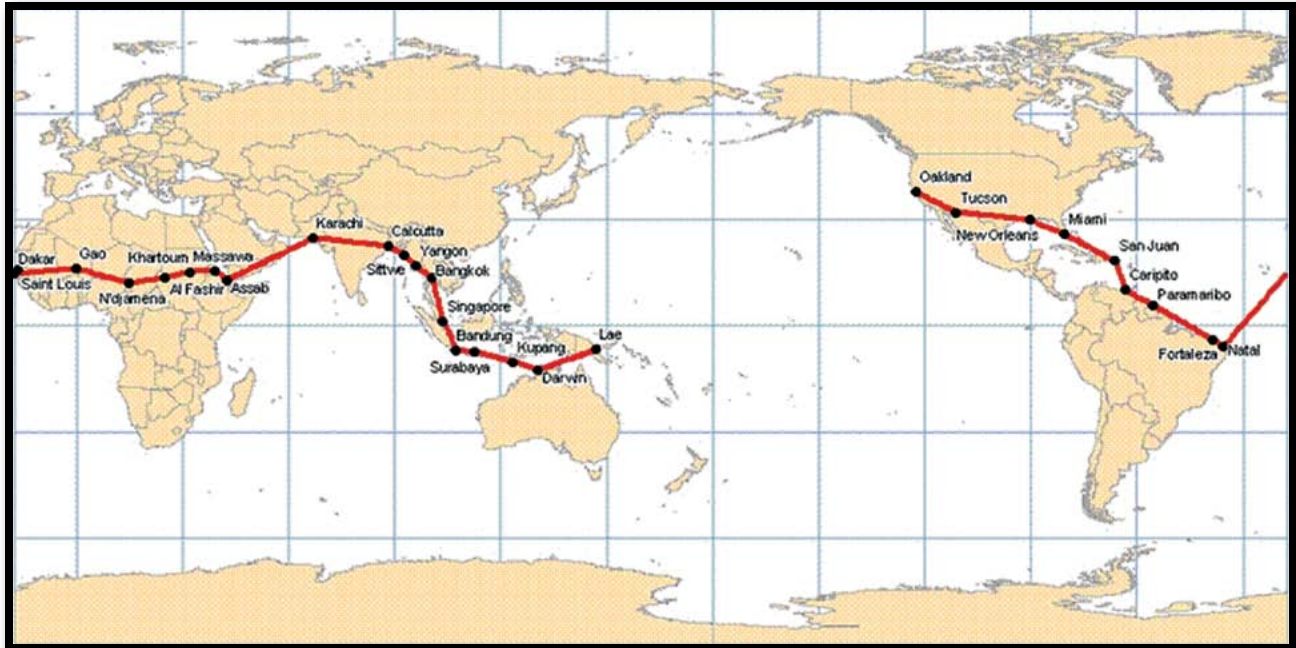 Oakland
Tucson
New Orleans
Miami
San Juan
Caripito
Paramaribo
Fortaleza
Natal
Dakar
Saint Louis
Gao
N'djamena
Khartoum
Al Fashir
Massawa
Assab
Karachi
Calcutta
Sittwe
Yangon
Bangkok
Singapore
Bandung
Surabaya
Kupang
Darwin
Lae